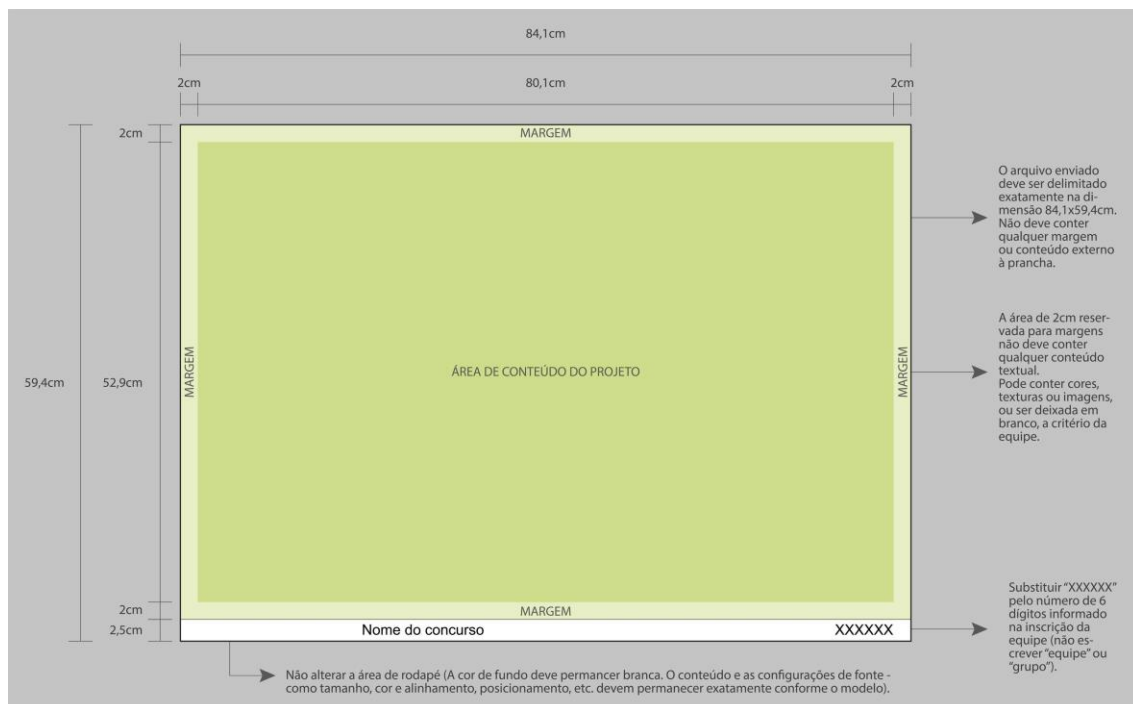 84,1cm
2cm
80,1cm
2cm
2cm
MARGEM
O arquivo enviado
deve ser delimitado
exatamente na di-
mensão 84,1x59,4cm.
Não deve conter
qualquer margem
ou conteúdo externo
à prancha.
59,4cm
52,9cm
MARGEM
ÁREA DE CONTEÚDO DO PROJETO
MARGEM
A área de 2cm reser-
vada para margens
não deve conter
qualquer conteúdo
textual.
Pode conter cores,
texturas ou imagens,
ou ser deixada em
branco, a critério da
equipe.
2cm
MARGEM
2,5cm
Nome do concurso
XXXXXX
Substituir “XXXXXX”
pelo número de 6
dígitos informado
na inscrição da
equipe (não es-
crever “equipe” ou
“grupo”).
Não alterar a área de rodapé (A cor de fundo deve permancer branca. O conteúdo e as configurações de fonte -
como tamanho, cor e alinhamento, posicionamento, etc. devem permanecer exatamente conforme o modelo).